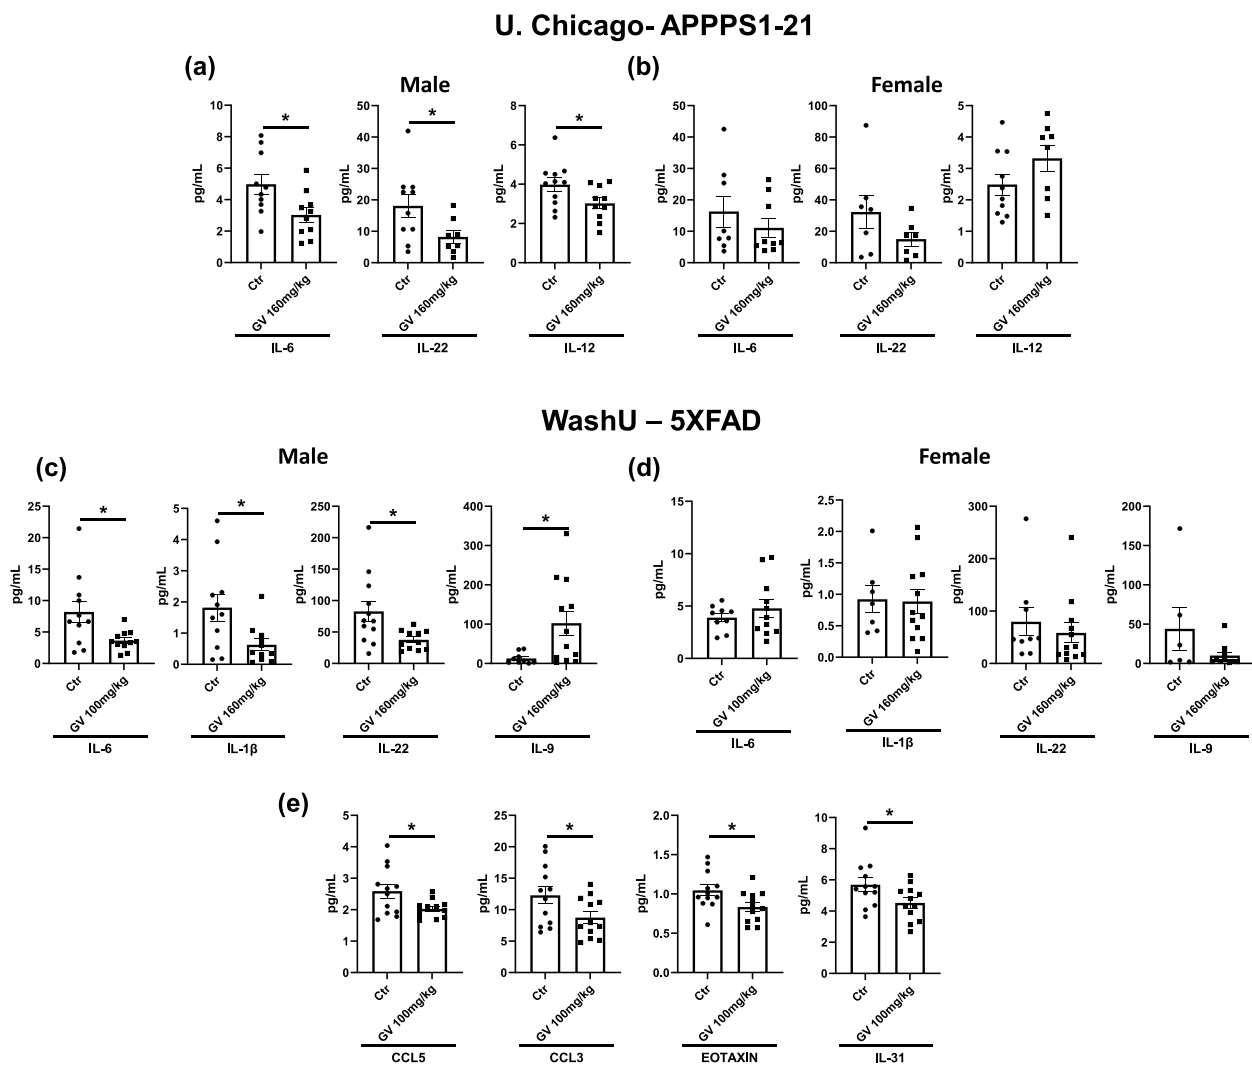 U. Chicago- APPPS1-21
(a)
Male
(b)
Female
10
8
6
4
2
0
pg/mL
*
Ctr
GV 160mg/kg
IL-6
50
40
30
20
10
0
pg/mL
*
Ctr
GV 160mg/kg
IL-22
8
6
4
2
0
pg/mL
*
Ctr
GV 160mg/kg
IL-12
50
40
30
20
10
0
pg/mL
Ctr
GV 160mg/kg
IL-6
100
80
60
40
20
0
pg/mL
Ctr
GV 160mg/kg
IL-22
5
4
3
2
1
0
pg/mL
Ctr
GV 160mg/kg
IL-12
WashU – 5XFAD
(c)
Male
(d)
Female
25
20
15
10
5
0
pg/mL
*
Ctr
GV 100mg/kg
IL-6
5
4
3
2
1
0
pg/mL
*
Ctr
GV 160mg/kg
IL-1β
250
200
150
100
50
0
pg/mL
*
Ctr
GV 160mg/kg
IL-22
400
300
200
100
0
pg/mL
*
Ctr
GV 160mg/kg
IL-9
15
10
5
0
pg/mL
Ctr
GV 160mg/kg
IL-6
2.5
2.0
1.5
1.0
0.5
0.0
pg/mL
Ctr
GV 160mg/kg
IL-1β
300
200
100
0
pg/mL
Ctr
GV 160mg/kg
IL-22
200
150
100
50
0
pg/mL
Ctr
GV 160mg/kg
IL-9
(e)
5
4
3
2
1
0
pg/mL
*
Ctr
GV 100mg/kg
CCL5
25
20
15
10
5
0
pg/mL
*
Ctr
GV 100mg/kg
CCL3
2.0
1.5
1.0
0.5
0.0
pg/mL
*
Ctr
GV 100mg/kg
EOTAXIN
10
8
6
4
2
0
pg/mL
*
Ctr
GV 100mg/kg
IL-31